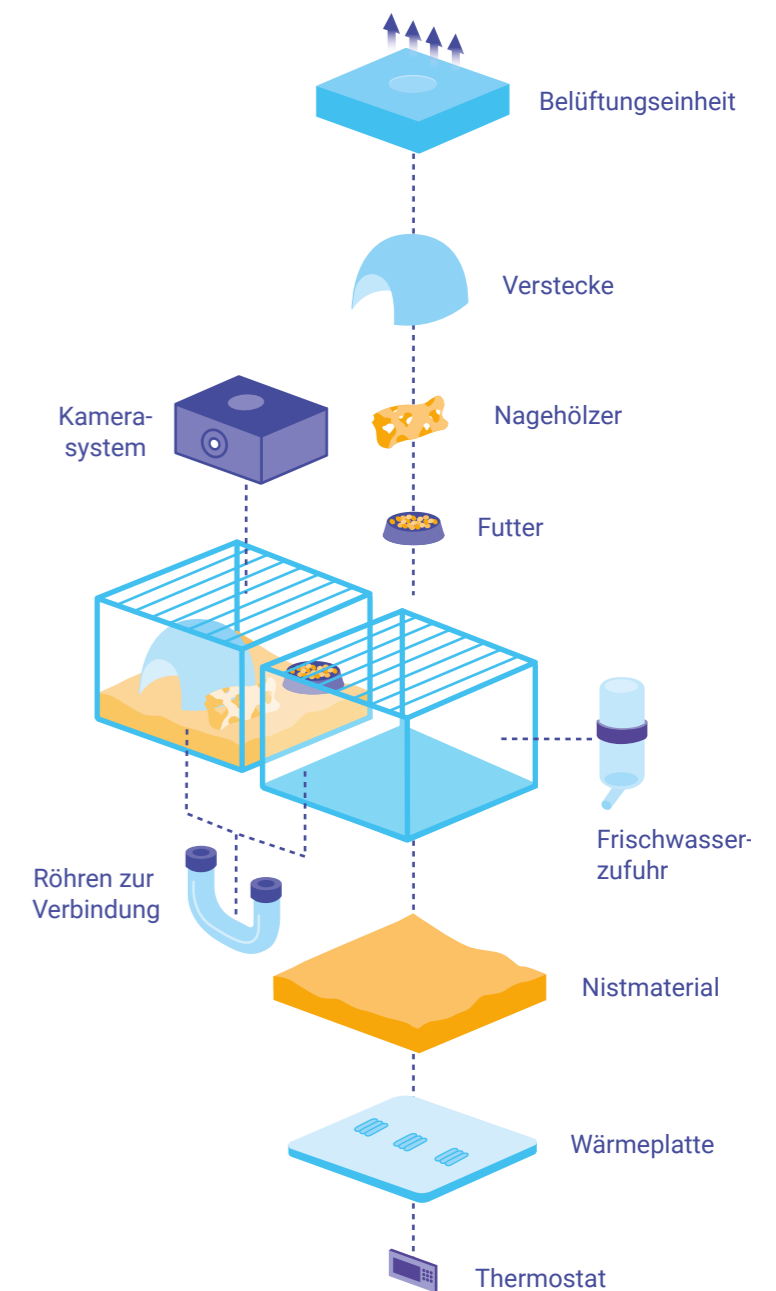 Belüftungseinheit
Verstecke
Kamera-
system
Nagehölzer
Futter
Frischwasser-
zufuhr
Röhren zur
Verbindung
Nistmaterial
Wärmeplatte
Thermostat